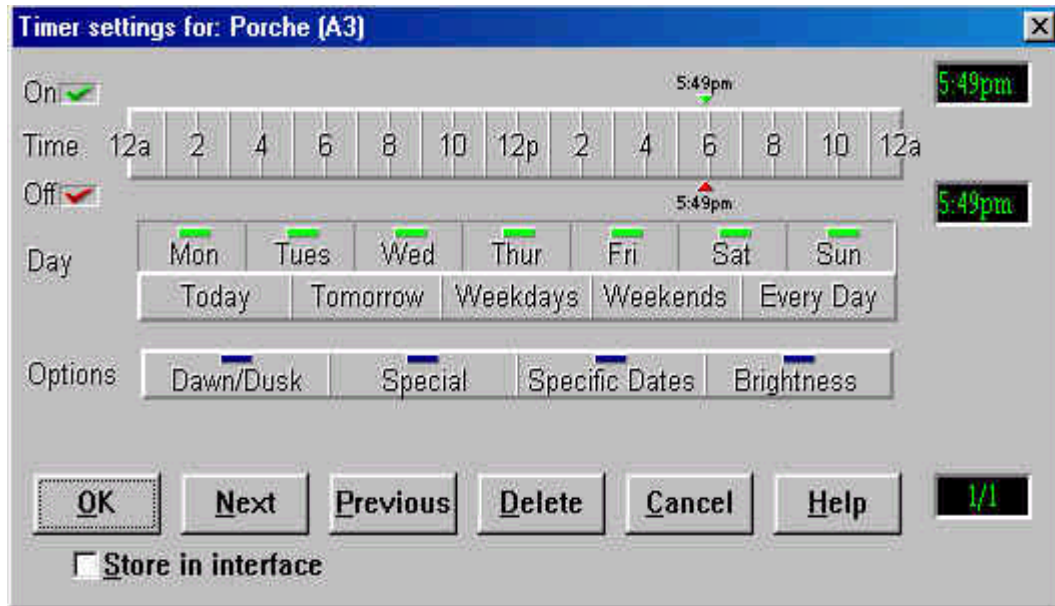 Timer settings for: Porche (A3)
On
5:49pm
5:49pm
Time 12a 2 4 6 8 10 12p 2 4 6 8 10 12a
Off
5:49pm
5:49pm
Day
Mon Tues Wed Thur Fri Sat Sun
Today Tomorrow Weekdays Weekends Every Day
Options
Dawn/Dusk Special Specific Dates Brightness
OK Next Previous Delete Cancel Help
1/1
Store in interface